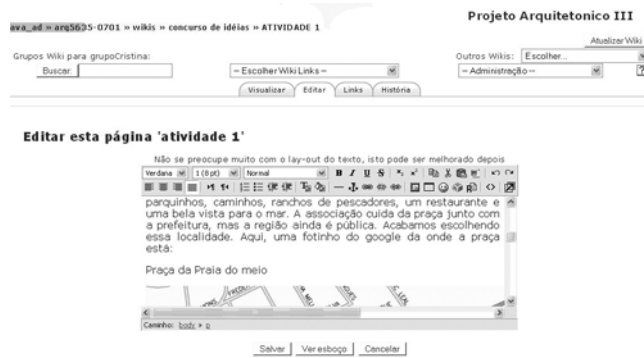 Projeto Arquitetonico III
ava_ad » arq5635-0701 » wikis » concurso de idéias » ATIVIDADE 1
Atualizar Wiki
Grupos Wiki para grupoCristina:
Outros Wikis: Escolher...
Buscar:
-- Escolher Wiki Links --
-- Administração --
?
Visualizar Editar Links História
Editar esta página 'atividade 1'
Não se preocupe muito com o lay-out do texto, isto pode ser melhorado depois
Verdana 1 (8 pt) Normal B I U S
parquinhos, caminhos, ranchos de pescadores, um restaurante e
uma bela vista para o mar. A associação cuida da praça junto com
a prefeitura, mas a região ainda é pública. Acabamos escolhendo
essa localidade. Aqui, uma fotinho do google da onde a praça
está:
Praça da Praia do meio
Caminho: body » p
Salvar Ver esboço Cancelar